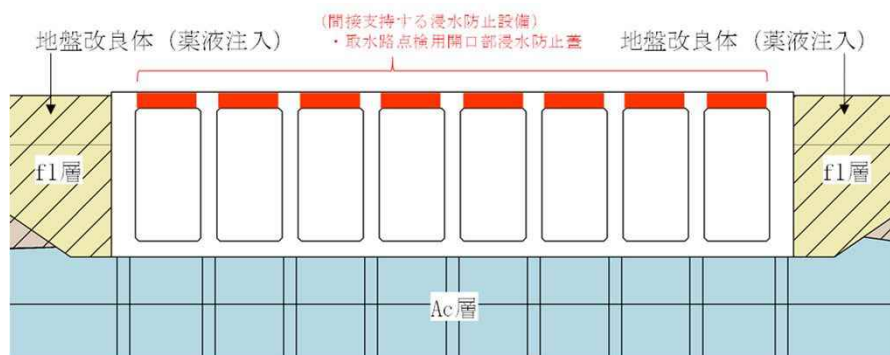 (間接支持する浸水防止設備)
・取水路点検用開口部浸水防止蓋
地盤改良体（薬液注入）
地盤改良体（薬液注入）
fl層
fl層
Ac層